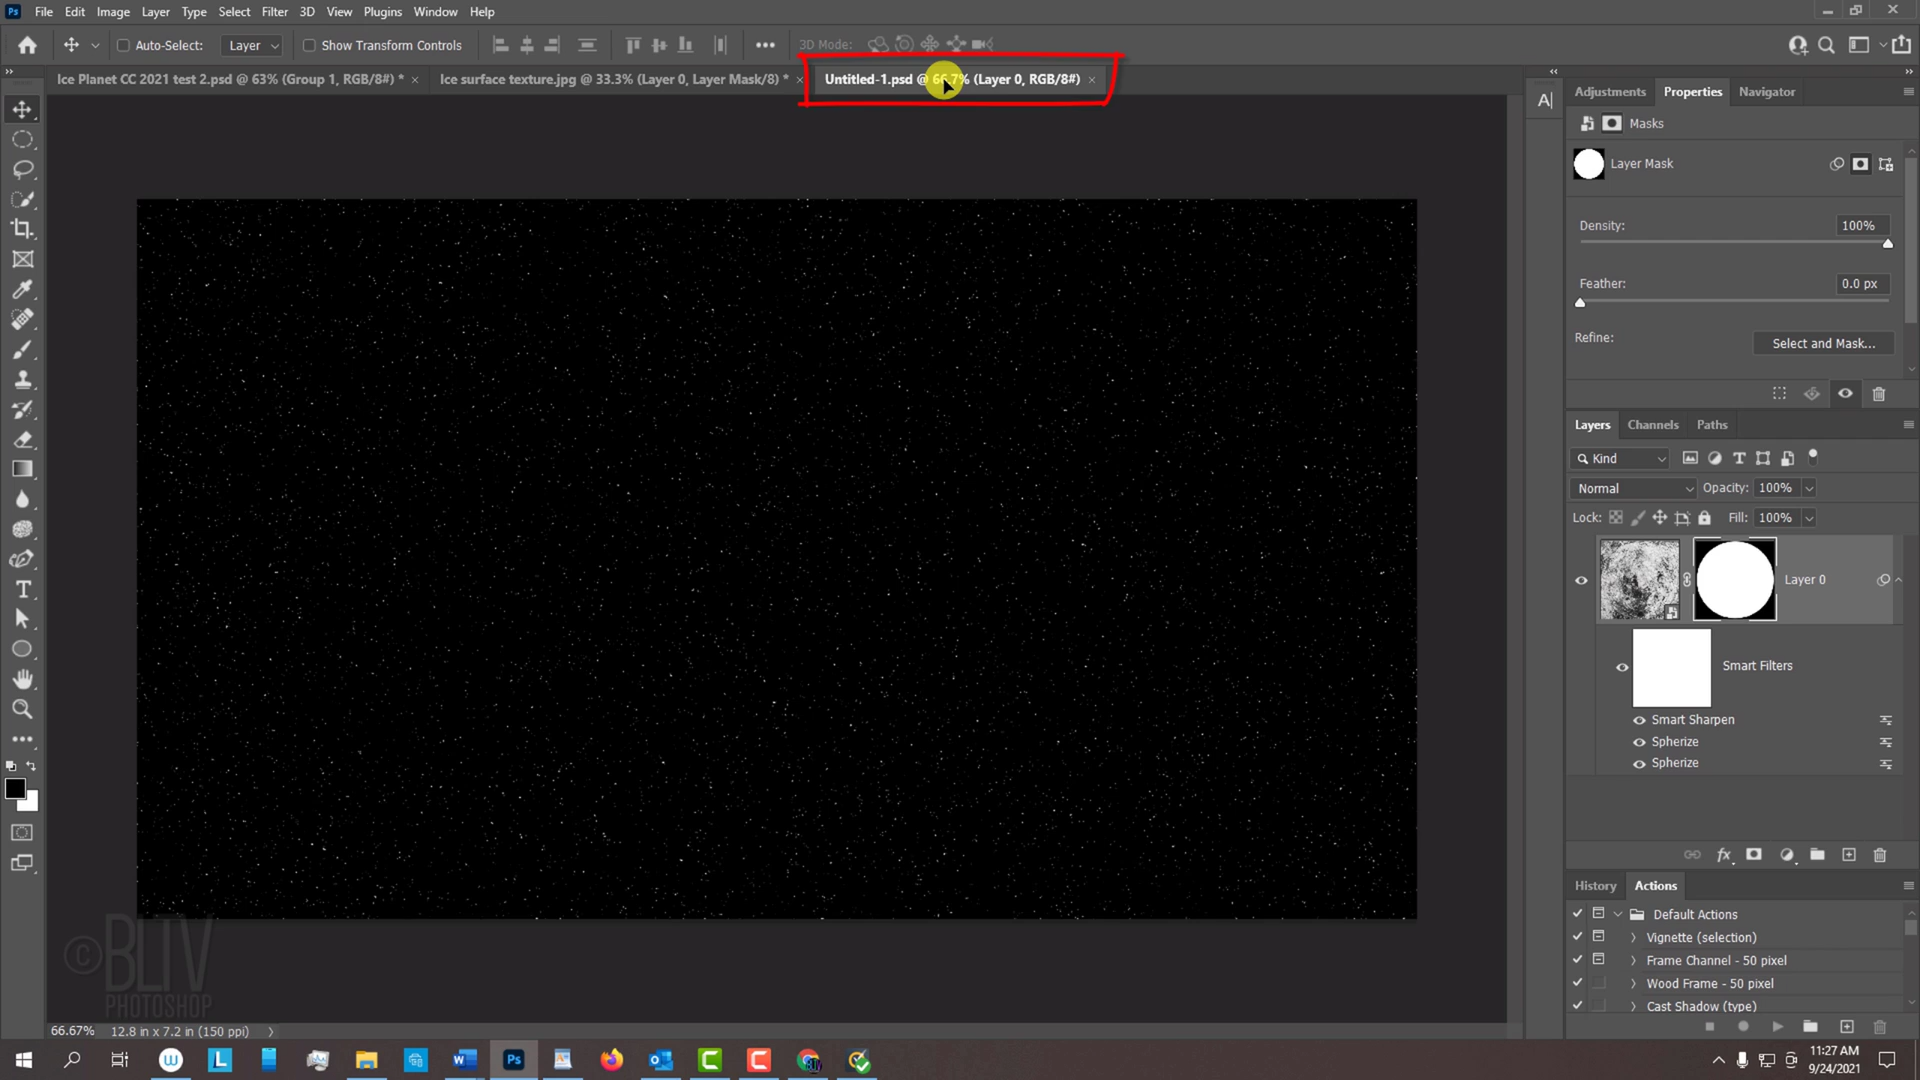 Ps File Edit Image Layer Type Select Filter 3D View Plugins Window Help
Auto-Select: Layer Show Transform Controls 3D Mode:
Ice Planet CC 2021 test 2.psd @ 63% (Group 1, RGB/8#) * × Ice surface texture.jpg @ 33.3% (Layer 0, Layer Mask/8) * × Untitled-1.psd @ 66.7% (Layer 0, RGB/8#) ×
Adjustments Properties Navigator
Masks
Layer Mask
Density: 100%
Feather: 0.0 px
Refine: Select and Mask...
Layers Channels Paths
Kind
Normal Opacity: 100%
Lock: Fill: 100%
Layer 0
Smart Filters
Smart Sharpen
Spherize
Spherize
History Actions
Default Actions
Vignette (selection)
Frame Channel - 50 pixel
Wood Frame - 50 pixel
Cast Shadow (type)
©BLTV
PHOTOSHOP
66.67% 12.8 in x 7.2 in (150 ppi)
11:27 AM
9/24/2021